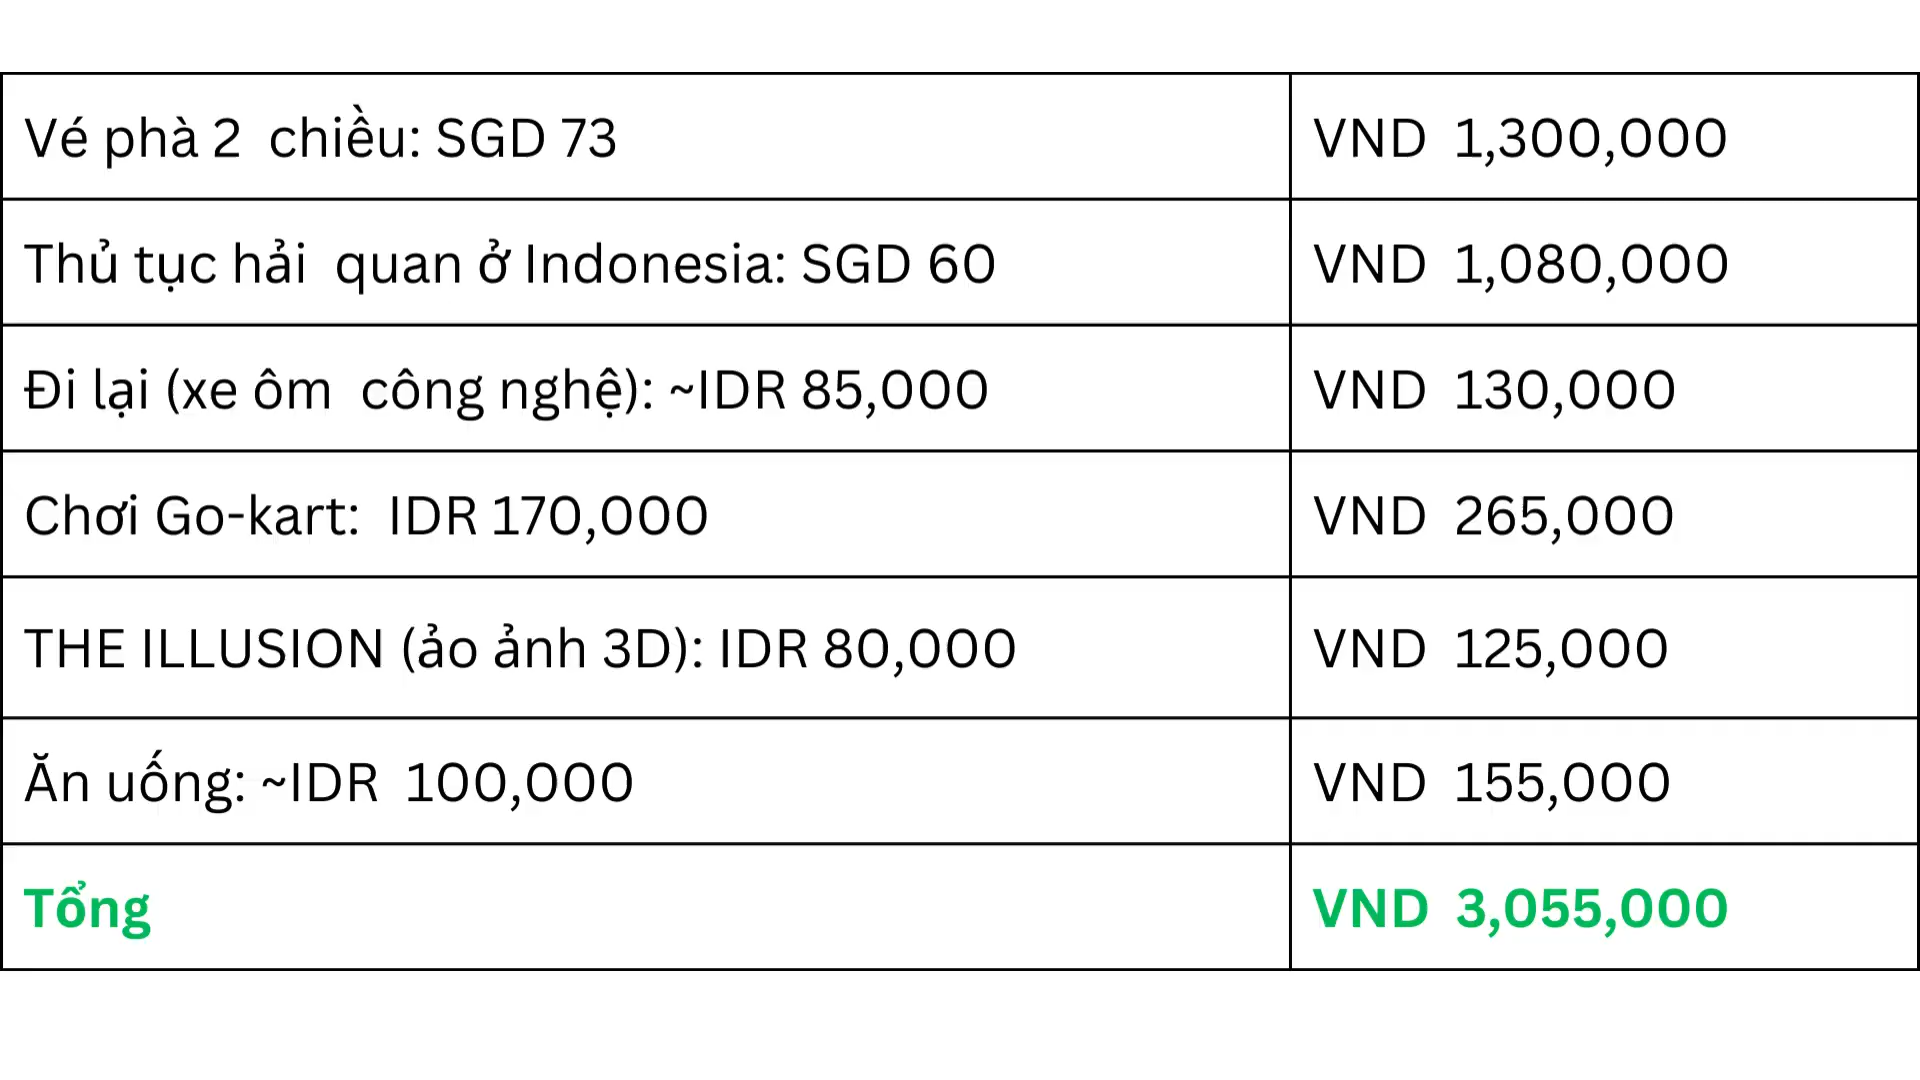 Vé phà 2 chiều: SGD 73 VND 1,300,000
Thủ tục hải quan ở Indonesia: SGD 60 VND 1,080,000
Đi lại (xe ôm công nghệ): ~IDR 85,000 VND 130,000
Chơi Go-kart: IDR 170,000 VND 265,000
THE ILLUSION (ảo ảnh 3D): IDR 80,000 VND 125,000
Ăn uống: ~IDR 100,000 VND 155,000
Tổng VND 3,055,000